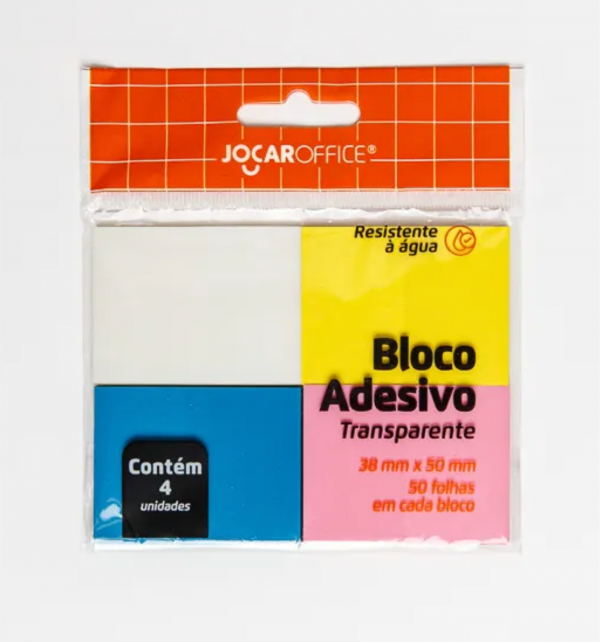 JOCAROFFICE®
Resistente
à água
Bloco
Adesivo
Transparente
38 mm x 50 mm
50 folhas
em cada bloco
Contém
4
unidades